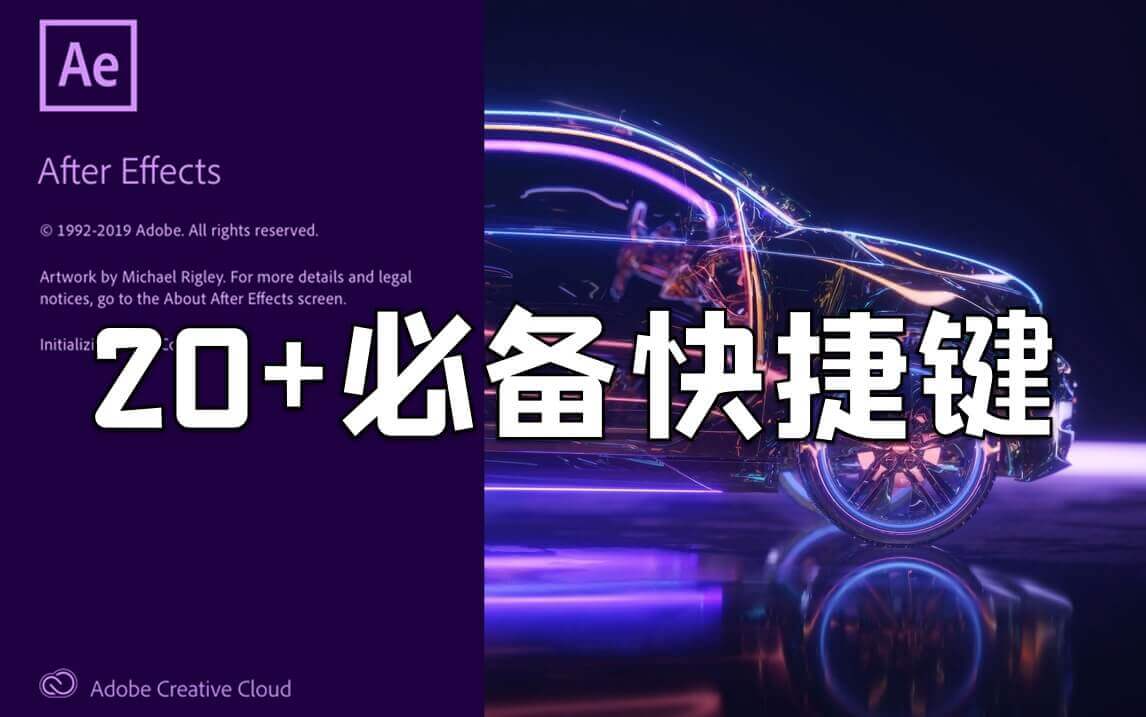 Ae
After Effects
© 1992-2019 Adobe. All rights reserved.
Artwork by Michael Rigley. For more details and legal
notices, go to the About After Effects screen.
20+必备快捷键
Adobe Creative Cloud